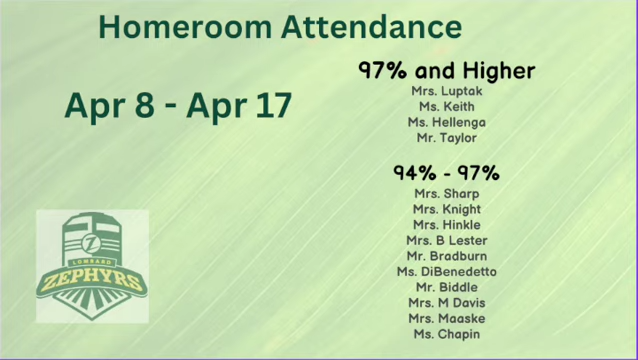 Homeroom Attendance
Apr 8 - Apr 17
97% and Higher
Mrs. Luptak
Ms. Keith
Ms. Hellenga
Mr. Taylor
94% - 97%
Mrs. Sharp
Mrs. Knight
Mrs. Hinkle
Mrs. B Lester
Mr. Bradburn
Ms. DiBenedetto
Mr. Biddle
Mrs. M Davis
Mrs. Maaske
Ms. Chapin
Z
LOMBARD
ZEPHYRS